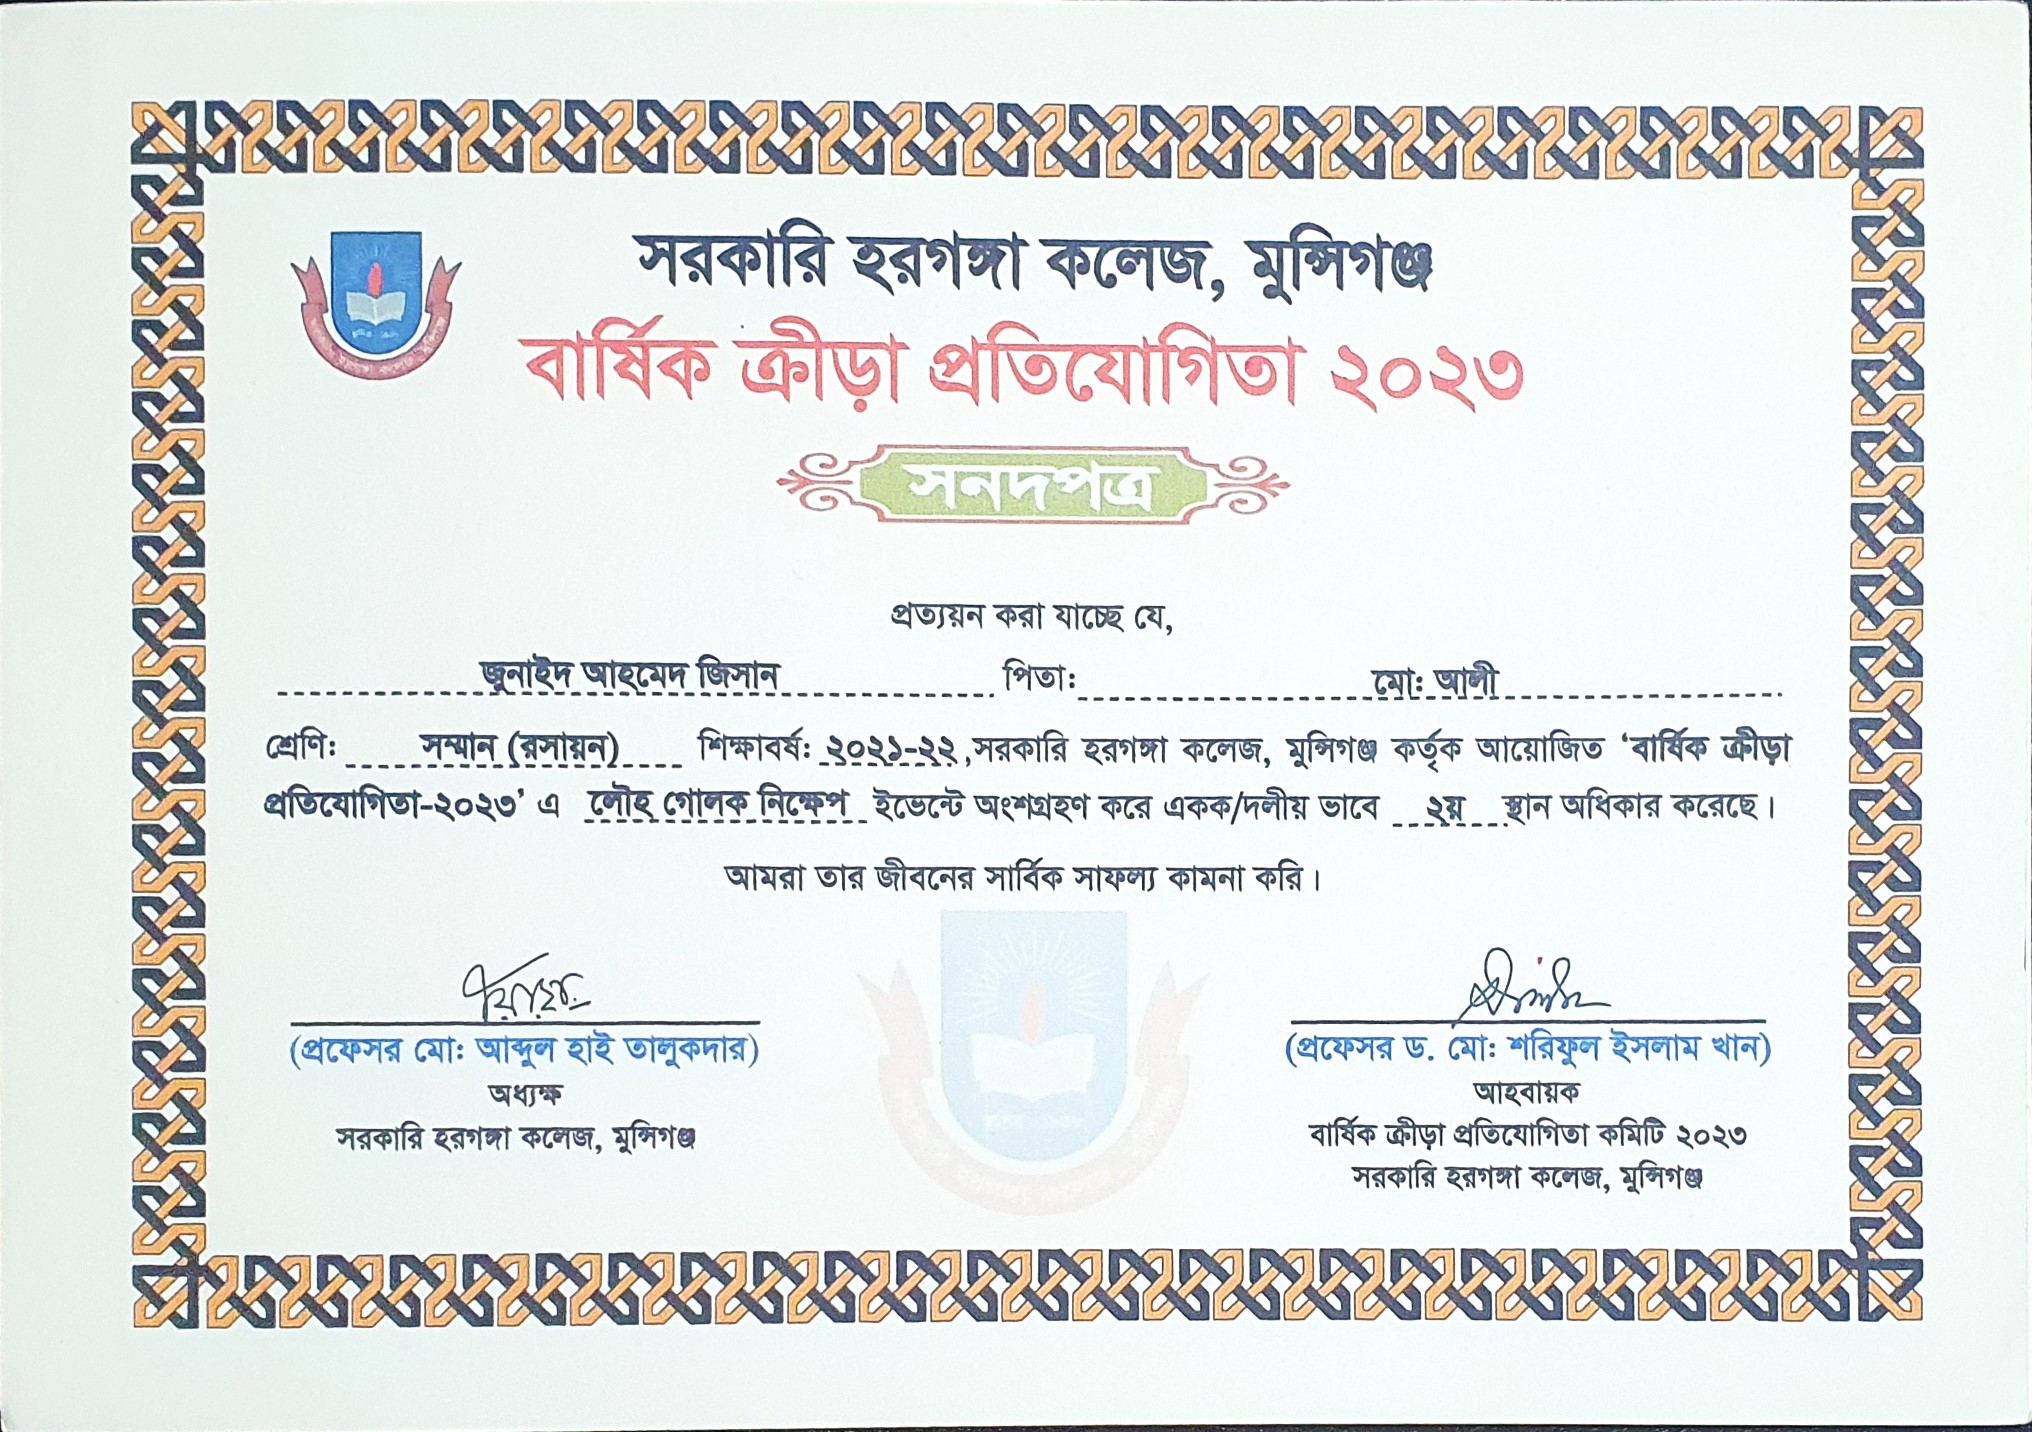 সরকারি হরগঙ্গা কলেজ, মুন্সিগঞ্জ
বার্ষিক ক্রীড়া প্রতিযোগিতা ২০২৩
সনদপত্র
প্রত্যয়ন করা যাচ্ছে যে,
জুনাইদ আহমেদ জিসান পিতা: মো: আলী
শ্রেণি: সম্মান (রসায়ন) শিক্ষাবর্ষ: ২০২১-২২,সরকারি হরগঙ্গা কলেজ, মুন্সিগঞ্জ কর্তৃক আয়োজিত ‘বার্ষিক ক্রীড়া
প্রতিযোগিতা-২০২৩’ এ লৌহ গোলক নিক্ষেপ ইভেন্টে অংশগ্রহণ করে একক/দলীয় ভাবে ২য় স্থান অধিকার করেছে।
আমরা তার জীবনের সার্বিক সাফল্য কামনা করি।
(প্রফেসর মো: আব্দুল হাই তালুকদার)
অধ্যক্ষ
সরকারি হরগঙ্গা কলেজ, মুন্সিগঞ্জ
(প্রফেসর ড. মো: শরিফুল ইসলাম খান)
আহবায়ক
বার্ষিক ক্রীড়া প্রতিযোগিতা কমিটি ২০২৩
সরকারি হরগঙ্গা কলেজ, মুন্সিগঞ্জ